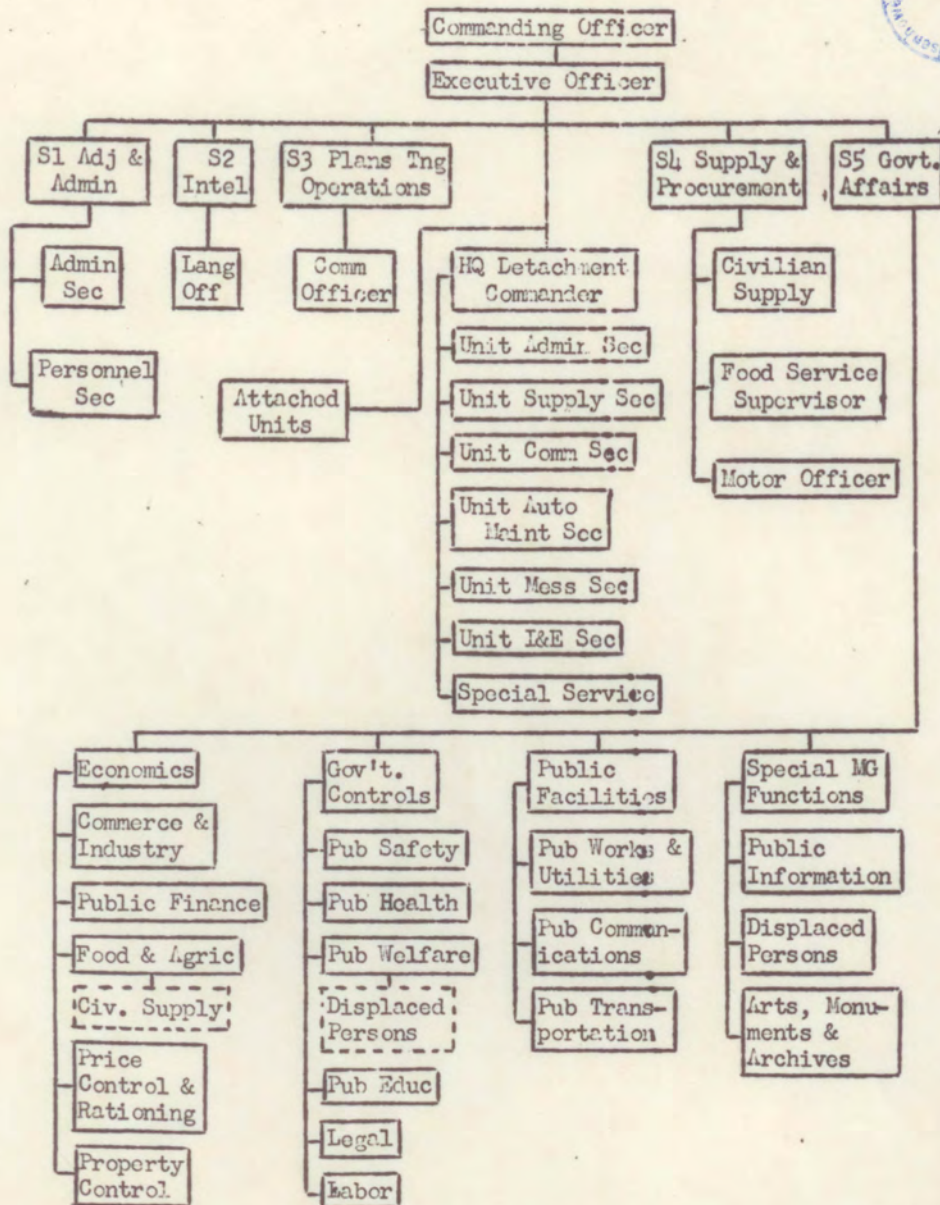 Commanding Officer
Executive Officer
S1 Adj &
Admin
S2
Intel
S3 Plans Tng
Operations
S4 Supply &
Procurement
S5 Govt.
Affairs
Admin
Sec
Personnel
Sec
Lang
Off
Comm
Officer
Attached
Units
HQ Detachment
Commander
Unit Admin Sec
Unit Supply Sec
Unit Comm Sec
Unit Auto
Maint Sec
Unit Mess Sec
Unit I&E Sec
Special Service
Civilian
Supply
Food Service
Supervisor
Motor Officer
Economics
Commerce &
Industry
Public Finance
Food & Agric
Civ. Supply
Price
Control &
Rationing
Property
Control
Gov't.
Controls
Pub Safety
Pub Health
Pub Welfare
Displaced
Persons
Pub Educ
Legal
Labor
Public
Facilities
Pub Works &
Utilities
Pub Commun-
ications
Pub Trans-
portation
Special MG
Functions
Public
Information
Displaced
Persons
Arts, Monu-
ments &
Archives